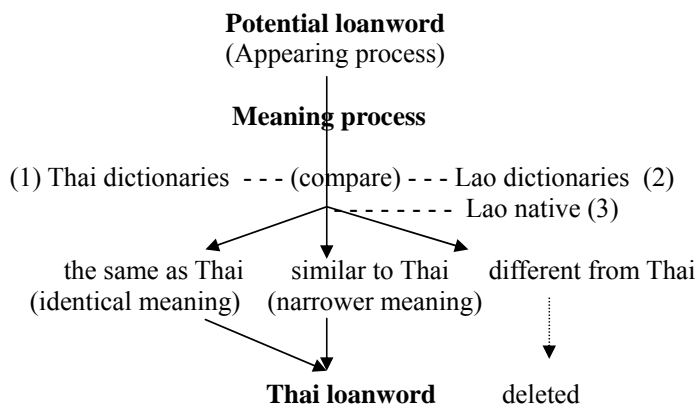 Potential loanword
(Appearing process)
Meaning process
(1) Thai dictionaries - - - (compare) - -- Lao dictionaries (2)
- - - - - - - - - Lao native (3)
the same as Thai similar to Thai different from Thai
(identical meaning) (narrower meaning)
Thai loanword deleted